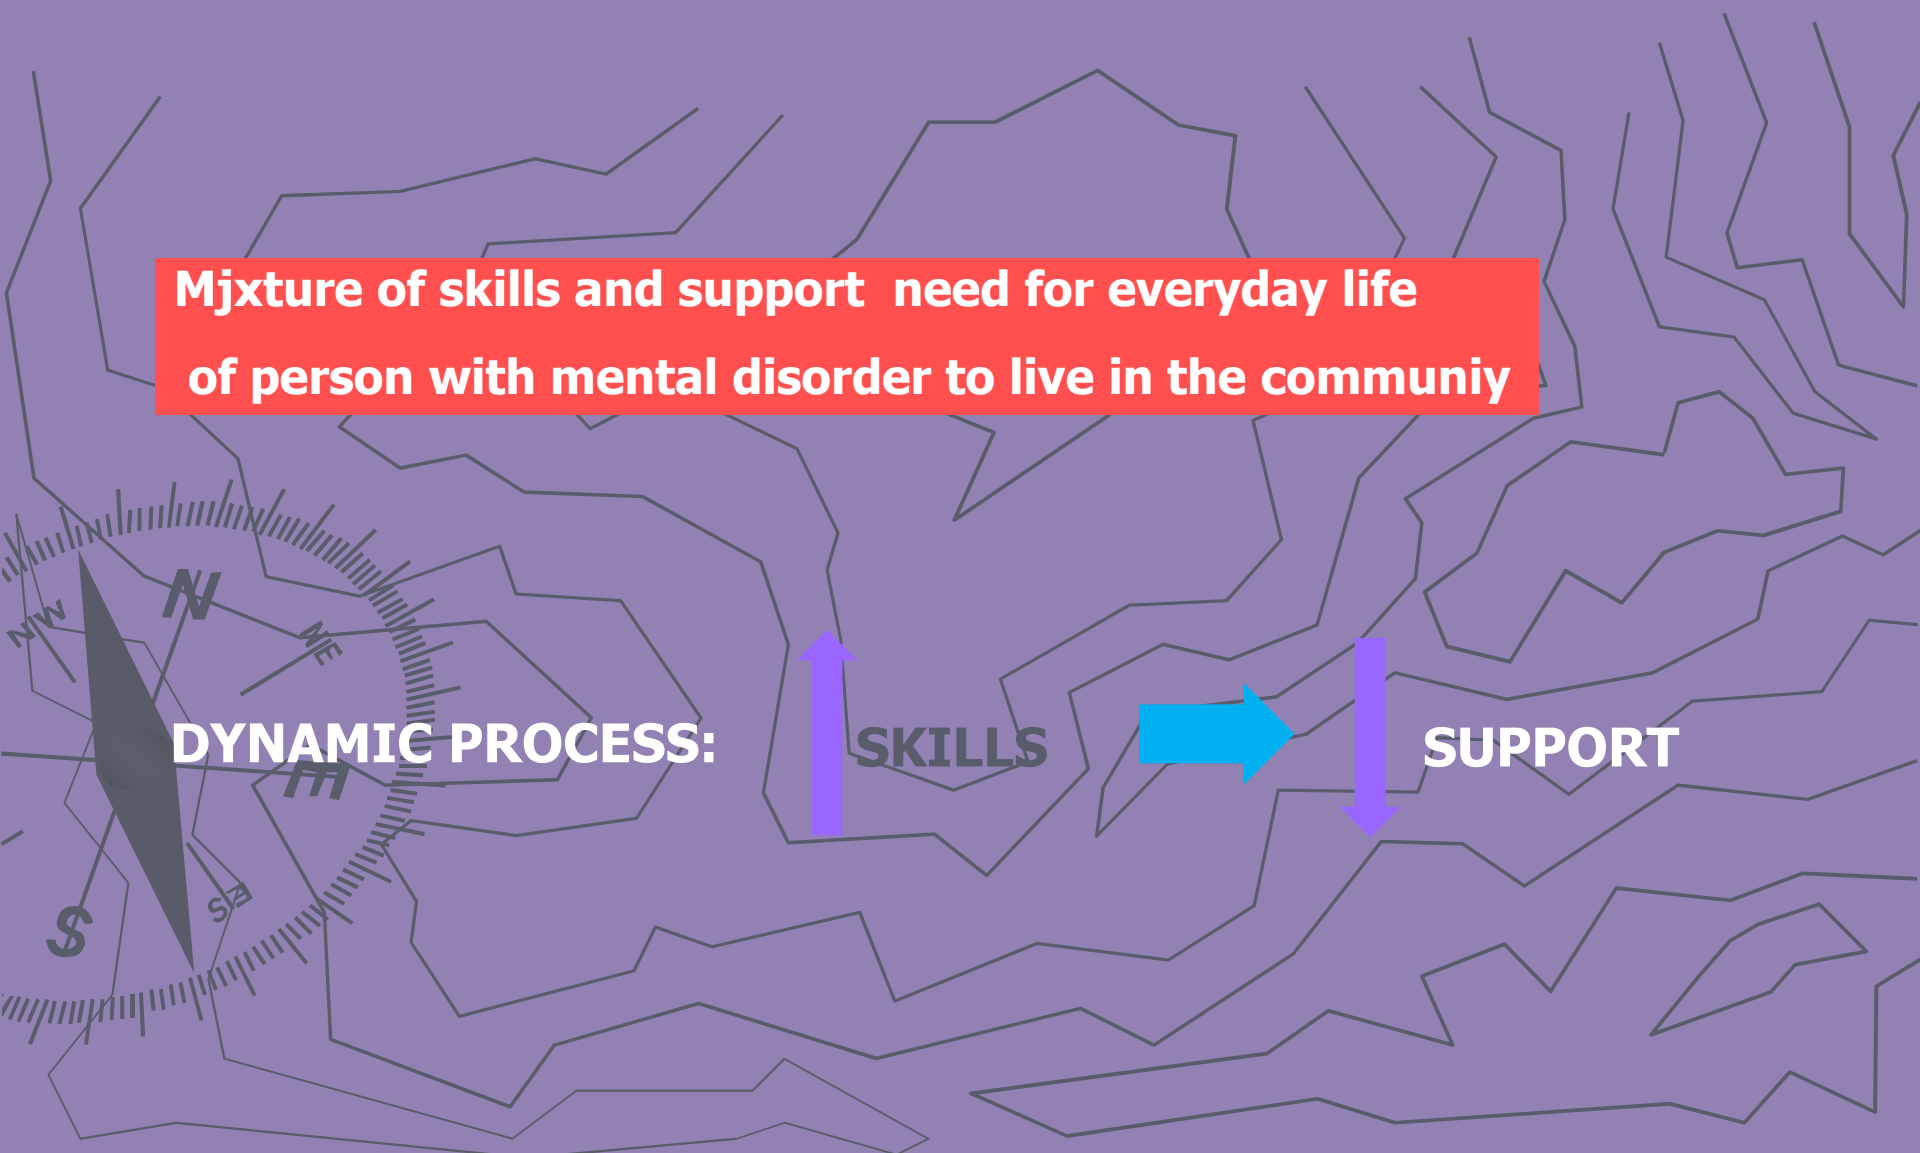 Mjxture of skills and support  need for everyday life
of person with mental disorder to live in the communiy
N
NW
NE
DYNAMIC PROCESS:
SKILLS
SUPPORT
E
SE
S